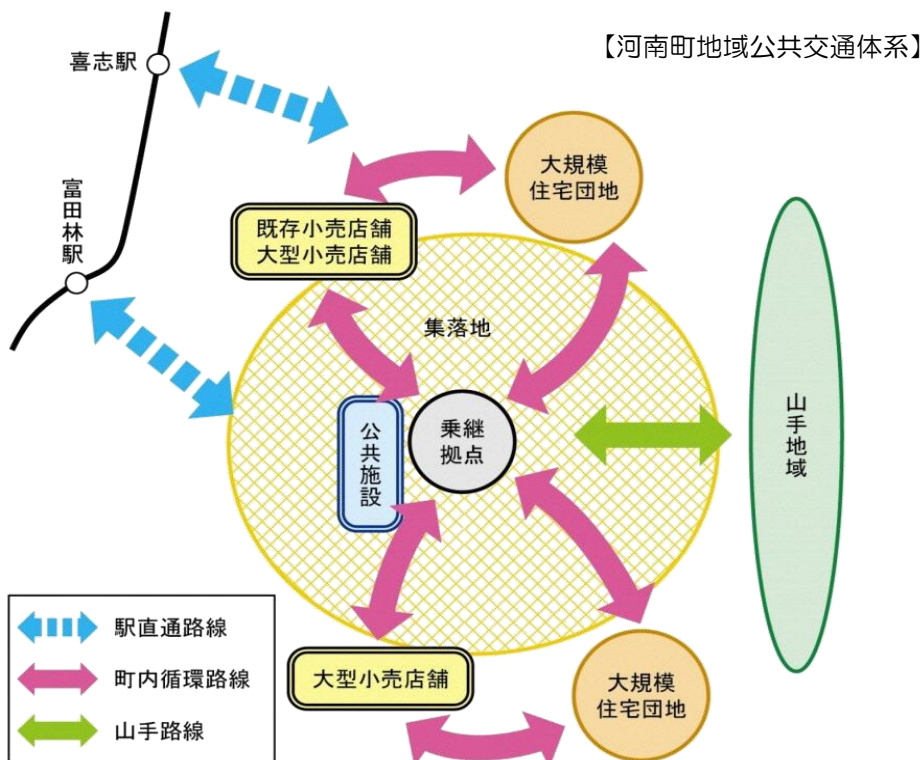 【河南町地域公共交通体系】
喜志駅
富田林駅
大規模
住宅団地
既存小売店舗
大型小売店舗
集落地
乗継
拠点
公共施設
山手地域
大型小売店舗
大規模
住宅団地
駅直通路線
町内循環路線
山手路線